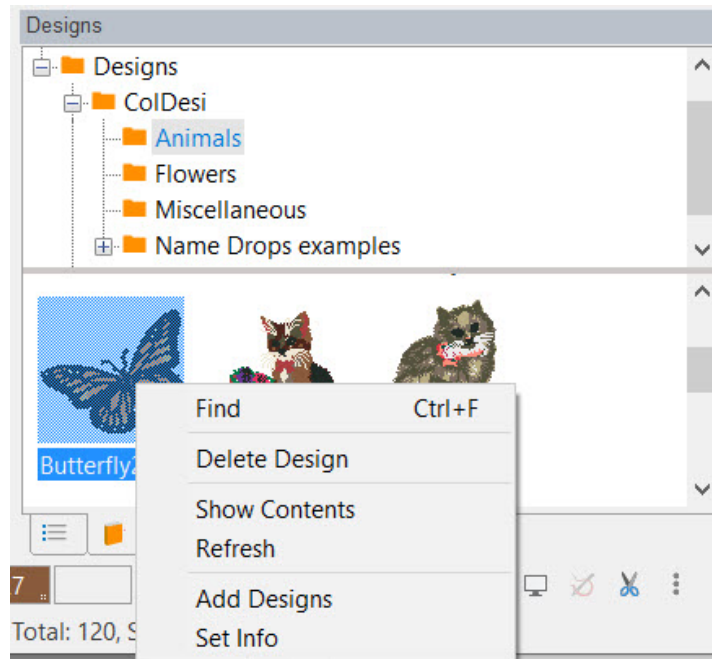 Designs
Designs
ColDesi
Animals
Flowers
Miscellaneous
Name Drops examples
Butterfly2
Find Ctrl+F
Delete Design
Show Contents
Refresh
Add Designs
Set Info
7
Total: 120, S